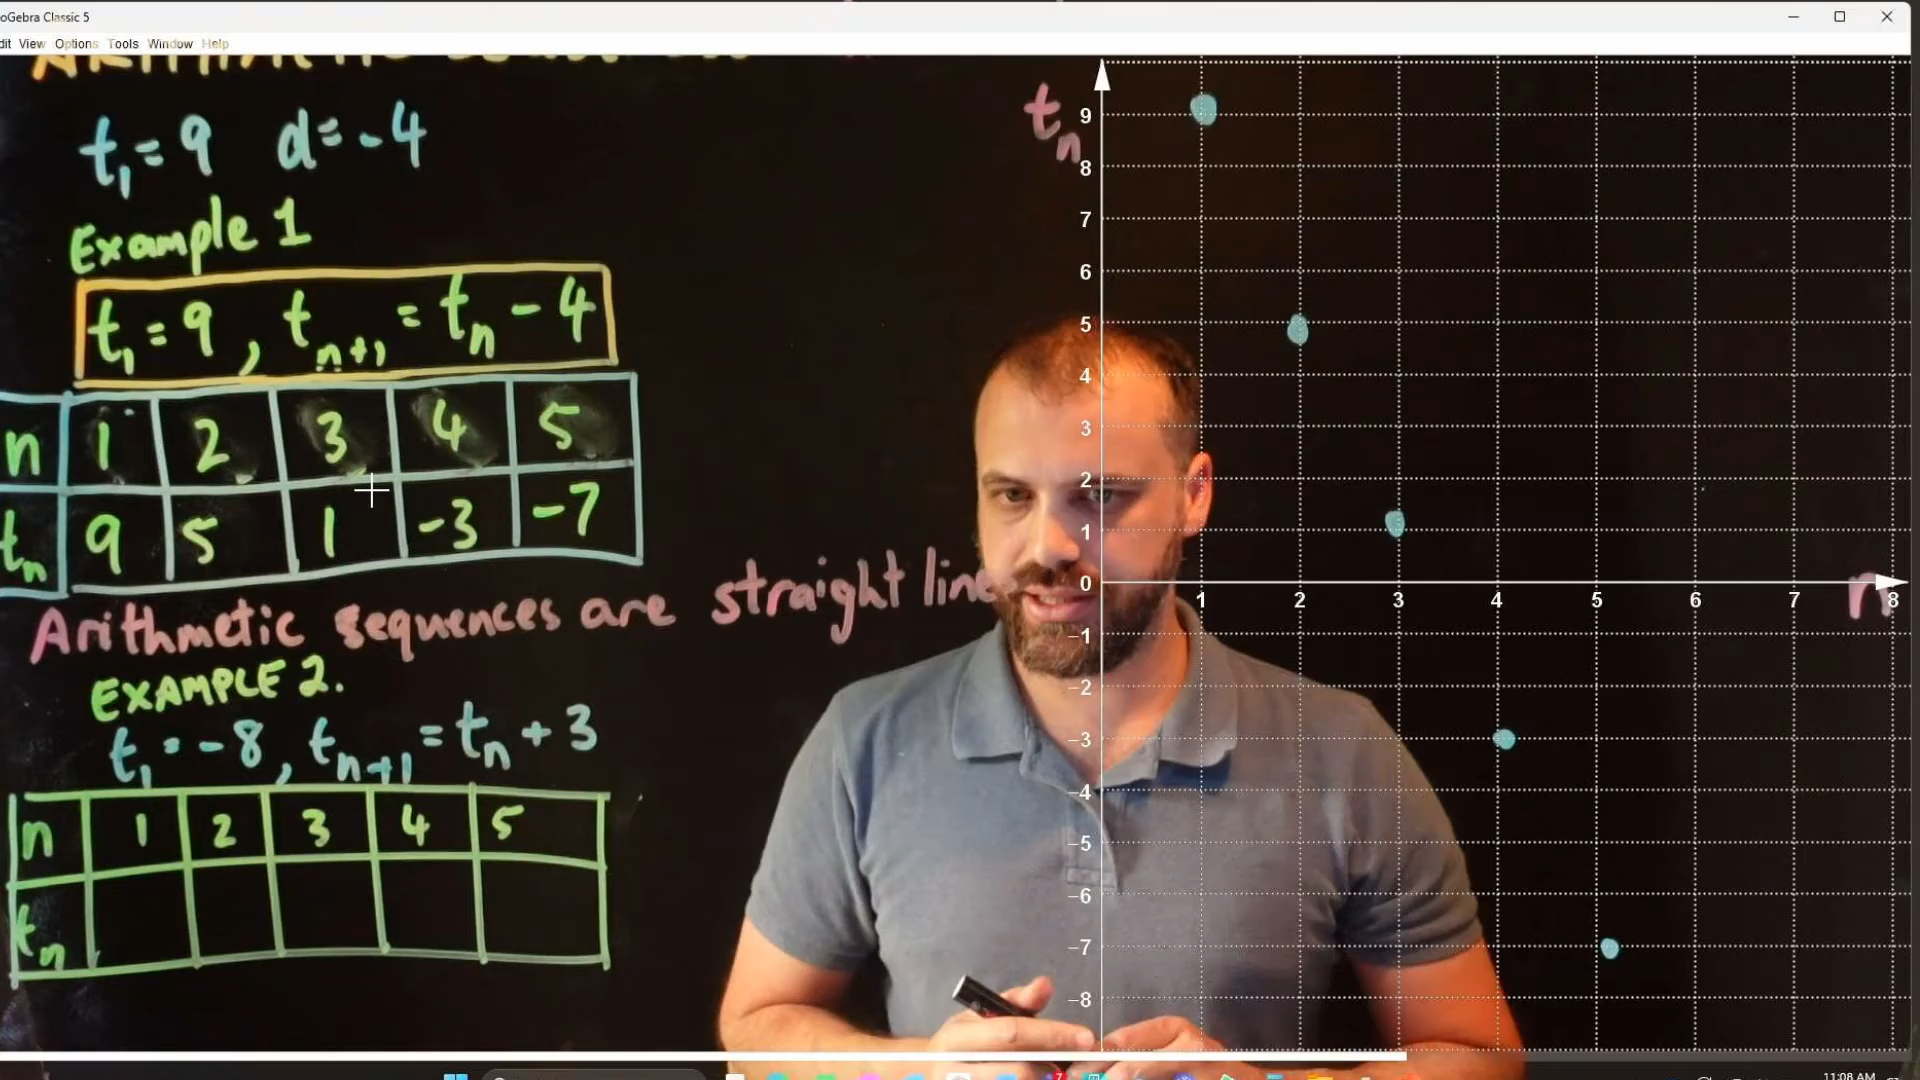 oGebra Classic 5
dit View Options Tools Window Help
t₁ = 9 d = -4
Example 1
t₁ = 9, tₙ₊₁ = tₙ - 4
n 1 2 3 4 5
tₙ 9 5 1 -3 -7
Arithmetic sequences are straight line
EXAMPLE 2.
t₁ = -8, tₙ₊₁ = tₙ + 3
n 1 2 3 4 5
tₙ
tₙ
9
8
7
6
5
4
3
2
1
0
1 2 3 4 5 6 7 8
n
−1
−2
−3
−4
−5
−6
−7
−8
11:08 AM